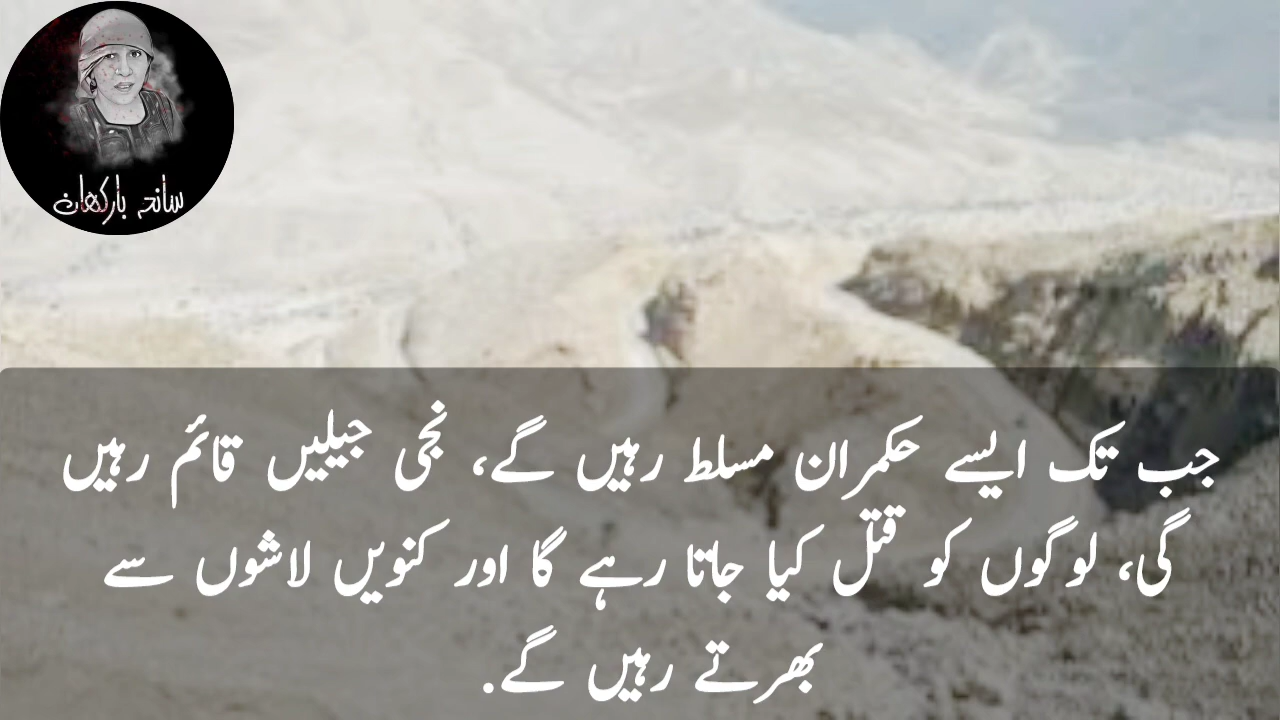 سانحہ بارکھان
جب تک ایسے حکمران مسلط رہیں گے، نجی جیلیں قائم رہیں
گی، لوگوں کو قتل کیا جاتا رہے گا اور کنویں لاشوں سے
بھرتے رہیں گے.